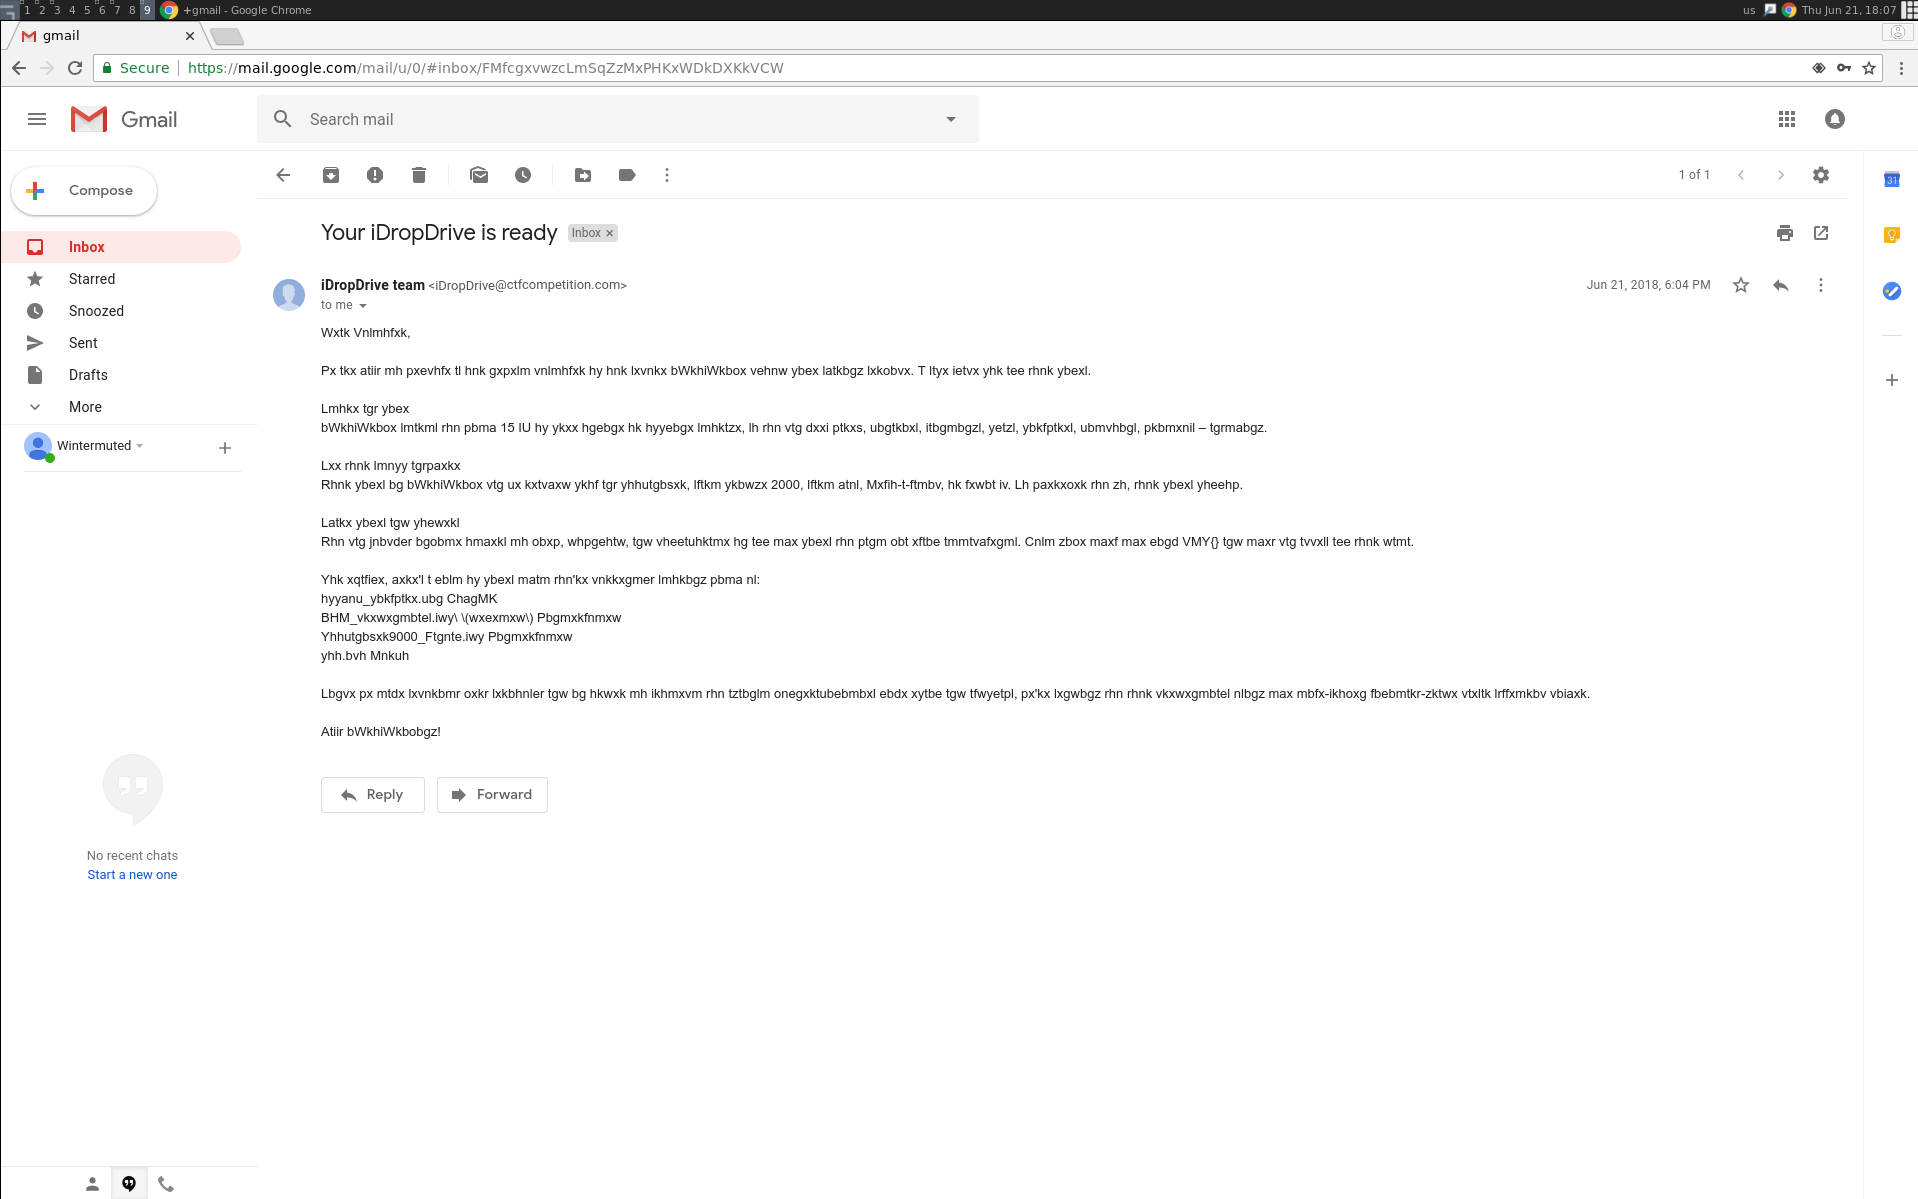 1 2 3 4 5 6 7 8 9 +gmail - Google Chrome us Thu Jun 21, 18:07
gmail
Secure https://mail.google.com/mail/u/0/#inbox/FMfcgxvwzcLmSqZzMxPHKxWDkDXKkVCW
Gmail
Search mail
Compose
1 of 1
31
Your iDropDrive is ready Inbox ×
Inbox
Starred
Snoozed
Sent
Drafts
More
Wintermuted
iDropDrive team <iDropDrive@ctfcompetition.com> Jun 21, 2018, 6:04 PM
to me
Wxtk Vnlmhfxk,
Px tkx atiir mh pxevhfx tl hnk gxpxlm vnlmhfxk hy hnk lxvnkx bWkhiWkbox vehnw ybex latkbgz lxkobvx. T ltyx ietvx yhk tee rhnk ybexl.
Lmhkx tgr ybex
bWkhiWkbox lmtkml rhn pbma 15 IU hy ykxx hgebgx hk hyyebgx lmhktzx, lh rhn vtg dxxi ptkxs, ubgtkbxl, itbgmbgzl, yetzl, ybkfptkxl, ubmvhbgl, pkbmxnil – tgrmabgz.
Lxx rhnk lmnyy tgrpaxkx
Rhnk ybexl bg bWkhiWkbox vtg ux kxtvaxw ykhf tgr yhhutgbsxk, lftkm ykbwzx 2000, lftkm atnl, Mxfih-t-ftmbv, hk fxwbt iv. Lh paxkxoxk rhn zh, rhnk ybexl yheehp.
Latkx ybexl tgw yhewxkl
Rhn vtg jnbvder bgobmx hmaxkl mh obxp, whpgehtw, tgw vheetuhktmx hg tee max ybexl rhn ptgm obt xftbe tmmtvafxgml. Cnlm zbox maxf max ebgd VMY{} tgw maxr vtg tvvxll tee rhnk wtmt.
Yhk xqtfiex, axkx'l t eblm hy ybexl matm rhn'kx vnkkxgmer lmhkbgz pbma nl:
hyyanu_ybkfptkx.ubg ChagMK
BHM_vkxwxgmbtel.iwy\ \(wxexmxw\) Pbgmxkfnmxw
Yhhutgbsxk9000_Ftgnte.iwy Pbgmxkfnmxw
yhh.bvh Mnkuh
Lbgvx px mtdx lxvnkbmr oxkr lxkbhnler tgw bg hkwxk mh ikhmxvm rhn tztbglm onegxktubebmbxl ebdx xytbe tgw tfwyetpl, px'kx lxgwbgz rhn rhnk vkxwxgmbtel nlbgz max mbfx-ikhoxg fbebmtkr-zktwx vtxltk lrffxmkbv vbiaxk.
Atiir bWkhiWkbobgz!
Reply
Forward
No recent chats
Start a new one